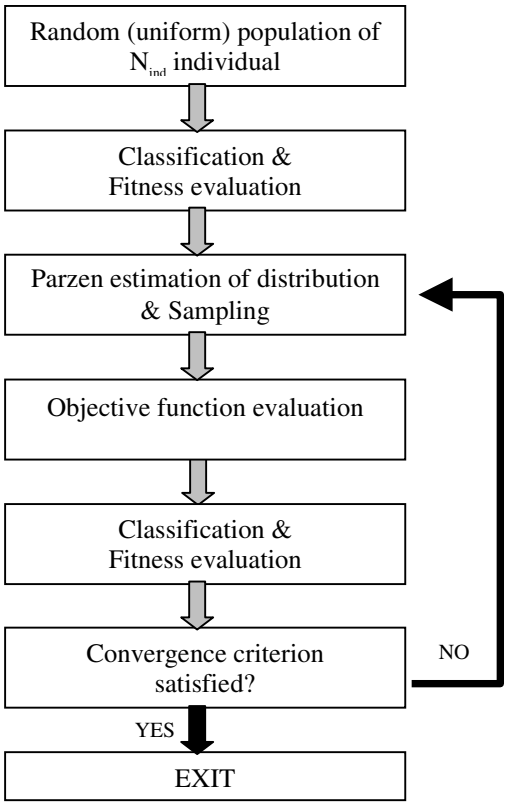 Random (uniform) population of
N_ind individual
Classification &
Fitness evaluation
Parzen estimation of distribution
& Sampling
Objective function evaluation
Classification &
Fitness evaluation
Convergence criterion
satisfied?
NO
YES
EXIT